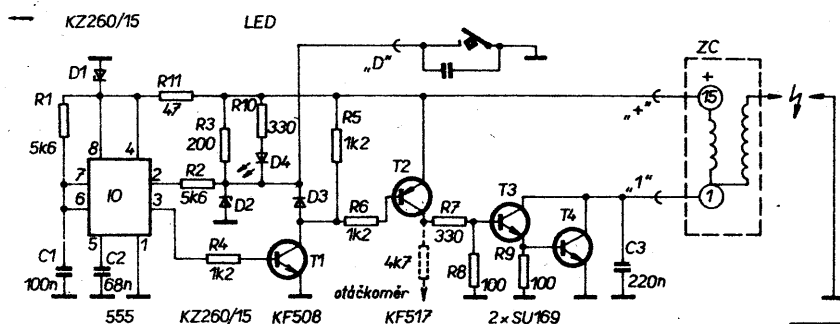 KZ260/15 LED
ZC
„D"
D1
R11
47
R1
5k6
R3
200
R10
330
R5
1k2
„+"
+
15
8
4
D4
T2
7
2
R2
5k6
6
3
IO
D2
D3
R6
1k2
R7
330
T3
„1"
1
T4
5
1
C1
100n
C2
68n
R4
1k2
T1
4k7
R8
100
R9
100
C3
220n
otáčkoměr
555 KZ260/15 KF508 KF517 2×SU169